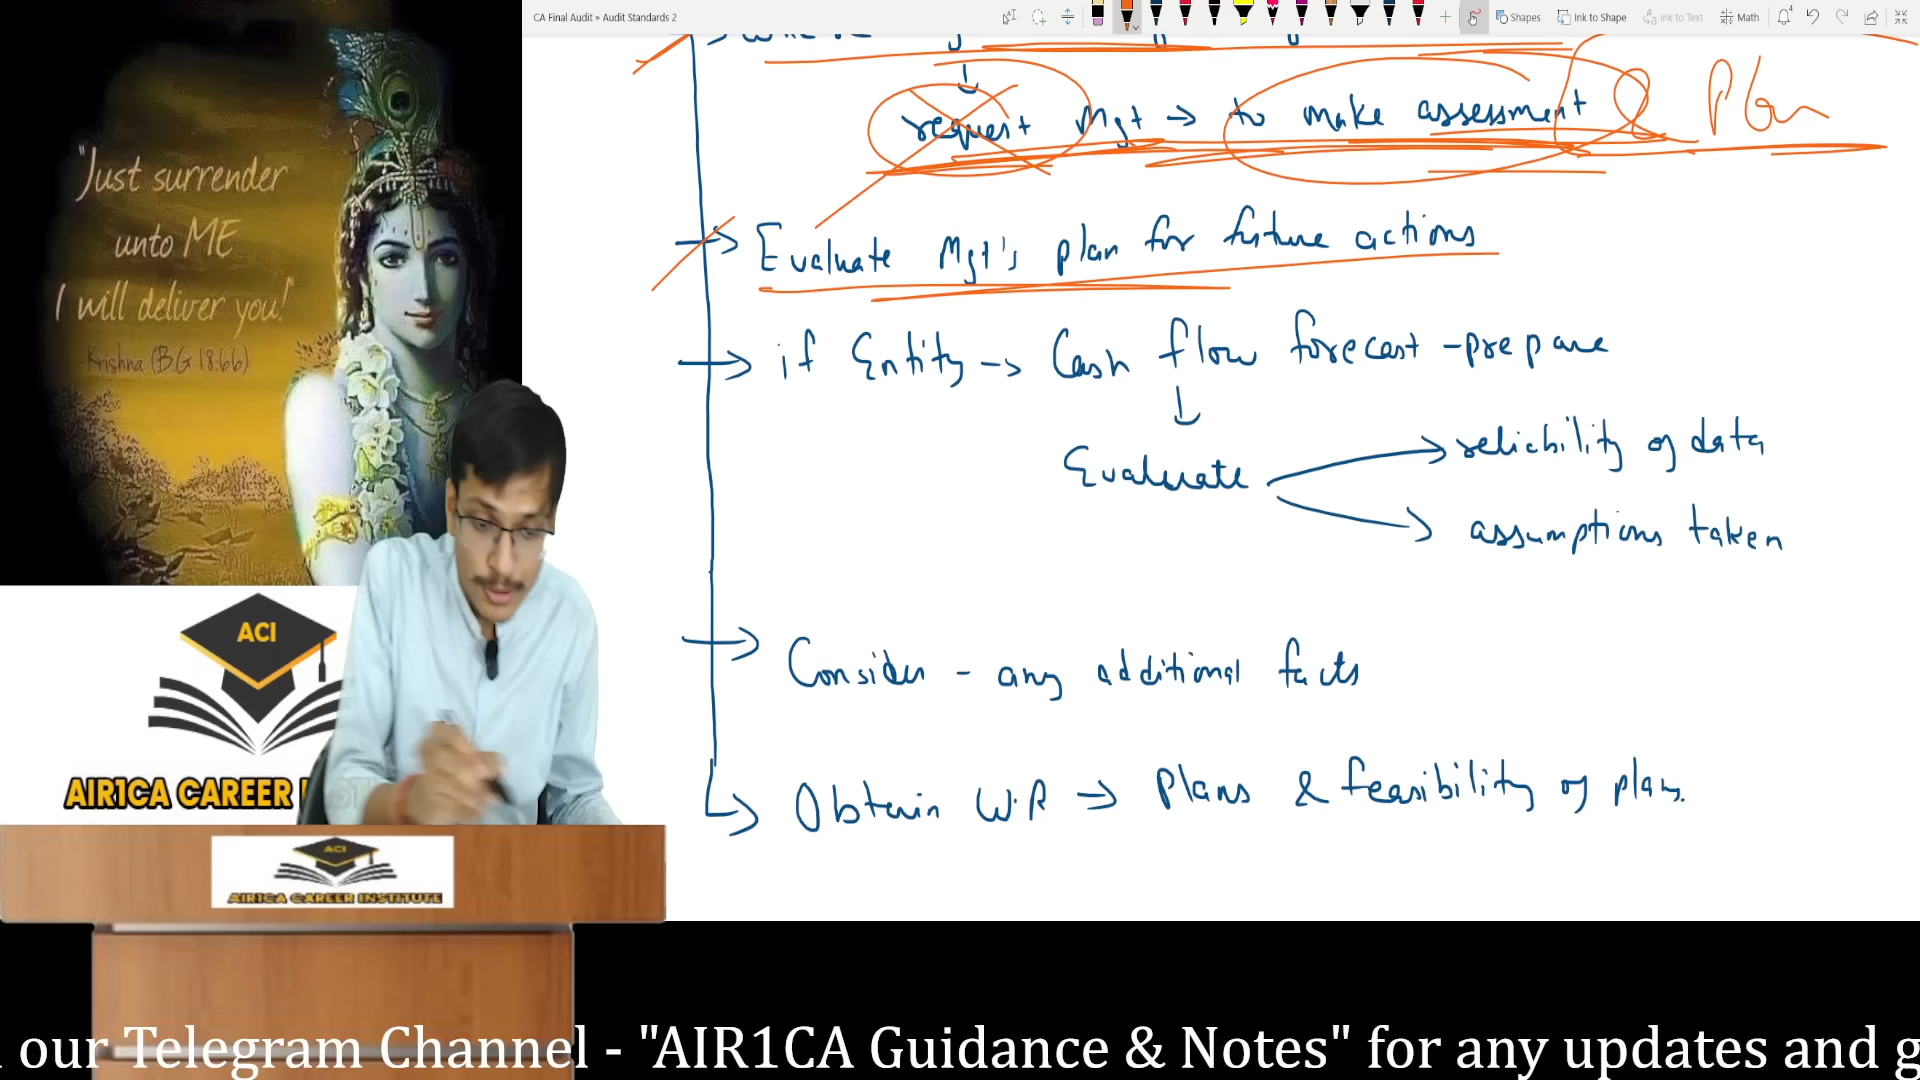 CA Final Audit » Audit Standards 2
Shapes
Ink to Shape
Ink to Text
Math
"Just surrender
unto ME
I will deliver you!"
-Krishna (B.G 18.66)
request Mgt → to make assessment & Plan
Evaluate Mgt's plan for future actions
if Entity → Cash flow forecast - prepare
↓
Evaluate
reliability of data
assumptions taken
Consider - any additional facts
Obtain W.R → Plans & feasibility of plans.
ACI
AIR1CA CAREER
ACI
AIR1CA CAREER INSTITUTE
our Telegram Channel - "AIR1CA Guidance & Notes" for any updates and g